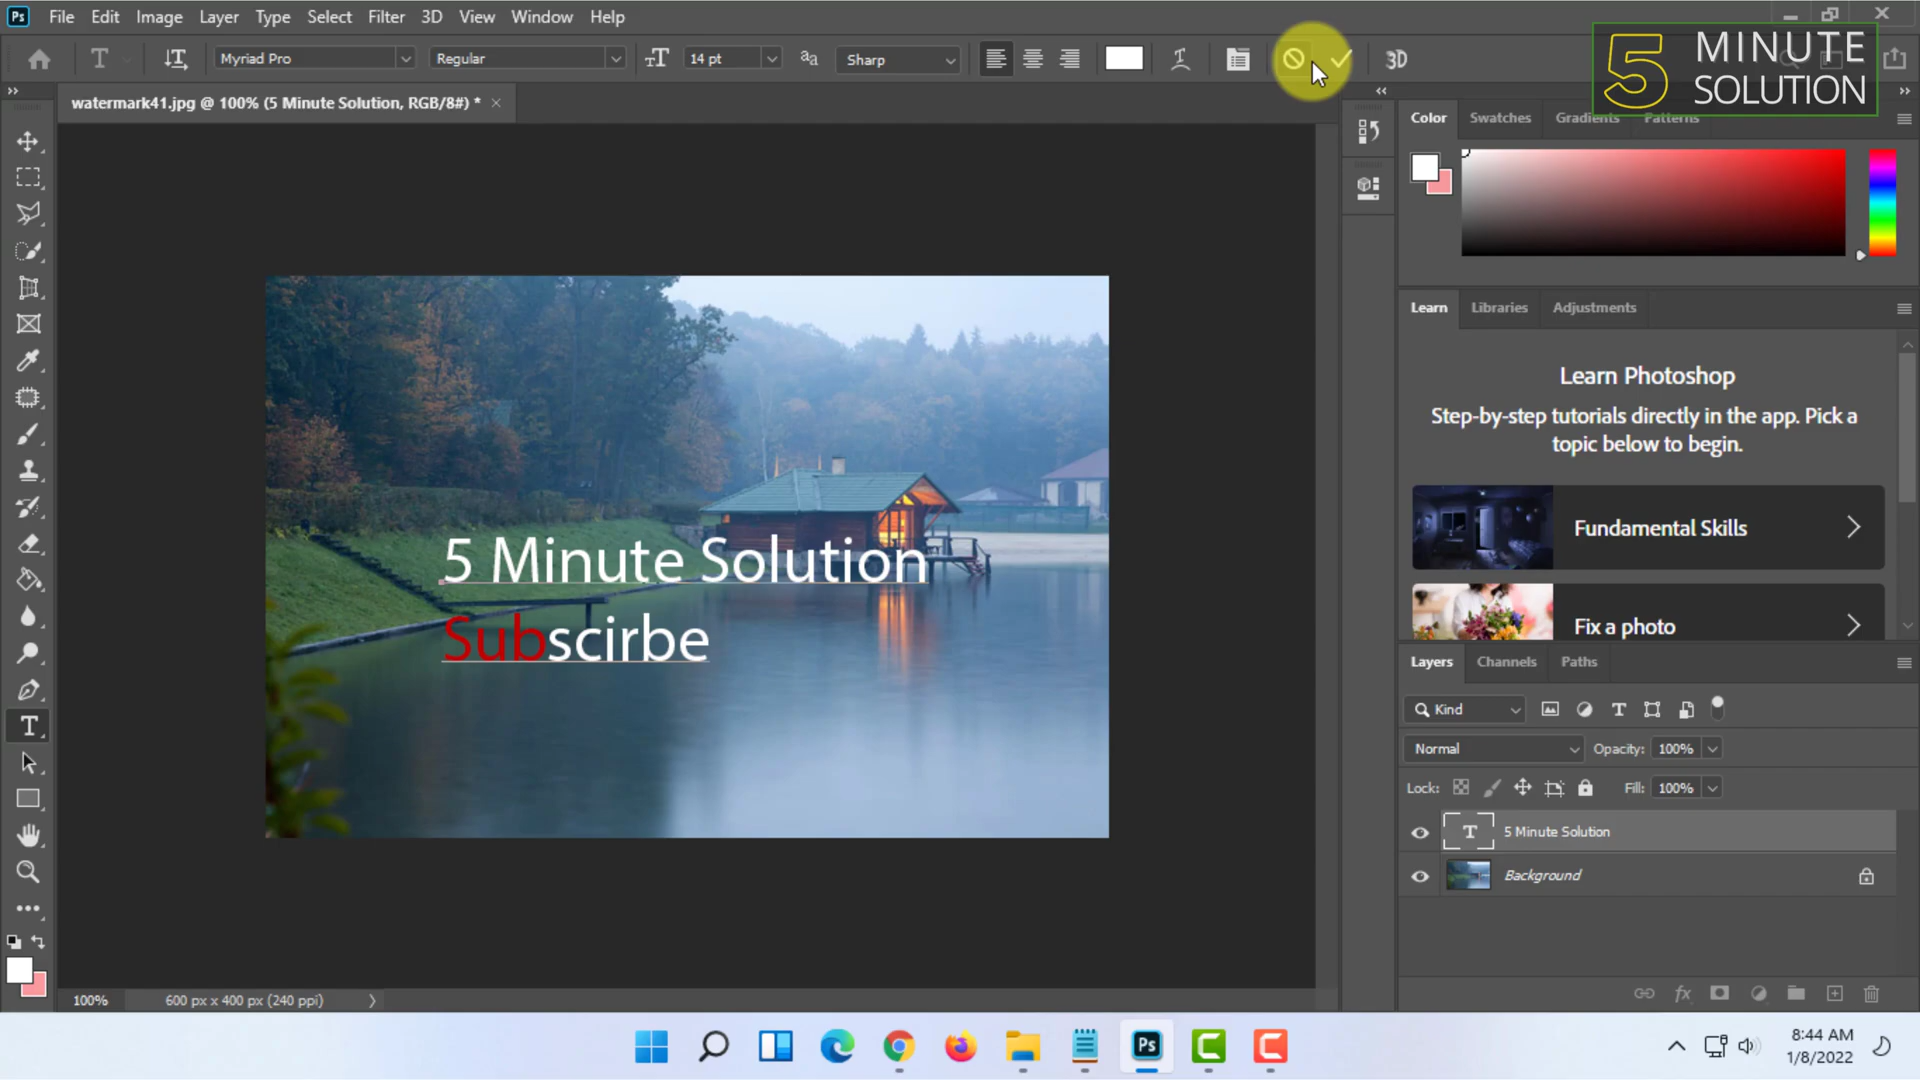 Ps File Edit Image Layer Type Select Filter 3D View Window Help
T Myriad Pro Regular 14 pt aa Sharp 3D
5 MINUTE SOLUTION
watermark41.jpg @ 100% (5 Minute Solution, RGB/8#) * ×
Color Swatches Gradients Patterns
Learn Libraries Adjustments
Learn Photoshop
Step-by-step tutorials directly in the app. Pick a
topic below to begin.
Fundamental Skills
Fix a photo
5 Minute Solution
Subscirbe
Layers Channels Paths
Kind
Normal Opacity: 100%
Lock: Fill: 100%
T 5 Minute Solution
Background
100% 600 px x 400 px (240 ppi)
Ps
8:44 AM
1/8/2022